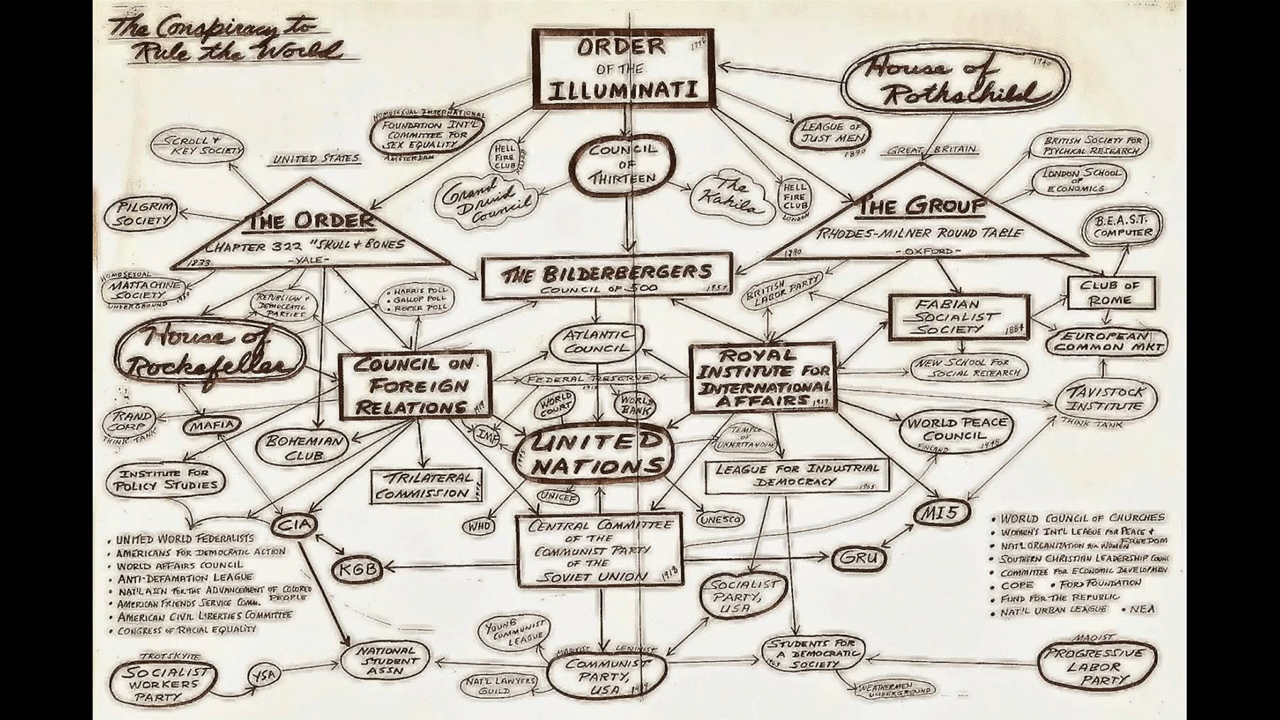 The Conspiracy to
Rule the World
ORDER
OF THE
ILLUMINATI
1776
House of
Rothschild
HOMOSEXUAL INTERNATIONAL
FOUNDATION INT'L
COMMITTEE FOR
SEX EQUALITY
AMSTERDAM
SCROLL &
KEY SOCIETY
UNITED STATES
HELL
FIRE
CLUB
COUNCIL
OF
THIRTEEN
LEAGUE OF
JUST MEN
GREAT BRITAIN
BRITISH SOCIETY FOR
PSYCHICAL RESEARCH
LONDON SCHOOL
OF
ECONOMICS
Grand
Druid
Council
The
Kahila
HELL
FIRE
CLUB
LONDON
PILGRIM
SOCIETY
THE ORDER
CHAPTER 322 "SKULL & BONES
1833
-YALE-
THE GROUP
RHODES-MILNER ROUND TABLE
-OXFORD-
B.E.A.S.T.
COMPUTER
THE BILDERBERGERS
COUNCIL OF 500
HOMOSEXUAL
MATTACHINE
SOCIETY
UNDERGROUND
REPUBLICAN &
DEMOCRATIC
PARTIES
• HARRIS POLL
• GALLOP POLL
• ROPER POLL
BRITISH
LABOR PARTY
CLUB OF
ROME
FABIAN
SOCIALIST
SOCIETY
1884
House of
Rockefeller
ATLANTIC
COUNCIL
EUROPEAN
COMMON MKT
COUNCIL ON
FOREIGN
RELATIONS
ROYAL
INSTITUTE FOR
INTERNATIONAL
AFFAIRS
1919
NEW SCHOOL FOR
SOCIAL RESEARCH
FEDERAL RESERVE
TAVISTOCK
INSTITUTE
THINK TANK
WORLD
COURT
WORLD
BANK
RAND
CORP
THINK TANK
MAFIA
BOHEMIAN
CLUB
IMF
UNITED
NATIONS
TEMPLE
OF
UNDERSTANDING
WORLD PEACE
COUNCIL
FINLAND
INSTITUTE FOR
POLICY STUDIES
TRILATERAL
COMMISSION
LEAGUE FOR INDUSTRIAL
DEMOCRACY
1905
UNICEF
WHO
UNESCO
CIA
MI5
CENTRAL COMMITTEE
OF THE
COMMUNIST PARTY
OF THE
SOVIET UNION
KGB
GRU
• UNITED WORLD FEDERALISTS
• AMERICANS FOR DEMOCRATIC ACTION
• WORLD AFFAIRS COUNCIL
• ANTI-DEFAMATION LEAGUE
• NAT'L ASS'N FOR THE ADVANCEMENT OF COLORED
PEOPLE
• AMERICAN FRIENDS SERVICE COMM.
• AMERICAN CIVIL LIBERTIES COMMITTEE
• CONGRESS OF RACIAL EQUALITY
• WORLD COUNCIL OF CHURCHES
• WOMEN'S INT'L LEAGUE FOR PEACE &
FREEDOM
• NAT'L ORGANIZATION FOR WOMEN
• SOUTHERN CHRISTIAN LEADERSHIP
• COMMITTEE FOR ECONOMIC DEVELOPMENT
• COPE • FORD FOUNDATION
• FUND FOR THE REPUBLIC
• NAT'L URBAN LEAGUE • NEA
SOCIALIST
PARTY,
USA
YOUNG
COMMUNIST
LEAGUE
TROTSKYITE
SOCIALIST
WORKERS
PARTY
YSA
NATIONAL
STUDENT
ASSN
NAT'L LAWYERS
GUILD
MARXIST LENINIST
COMMUNIST
PARTY, USA
STUDENTS FOR
A DEMOCRATIC
SOCIETY
WEATHERMEN
UNDERGROUND
MAOIST
PROGRESSIVE
LABOR
PARTY